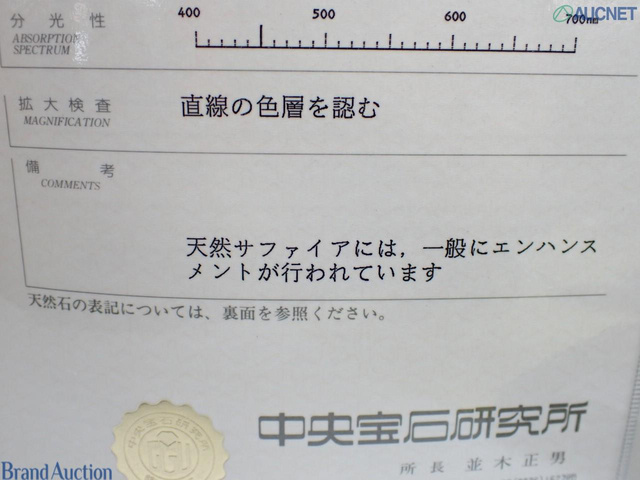 AUCNET
400 500 600 700nm
分光性
ABSORPTION
SPECTRUM
拡大検査
MAGNIFICATION
直線の色層を認む
備考
COMMENTS
天然サファイアには，一般にエンハンス
メントが行われています
天然石の表記については、裏面を参照ください。
中央宝石研究所
所長 並木正男
Brand Auction